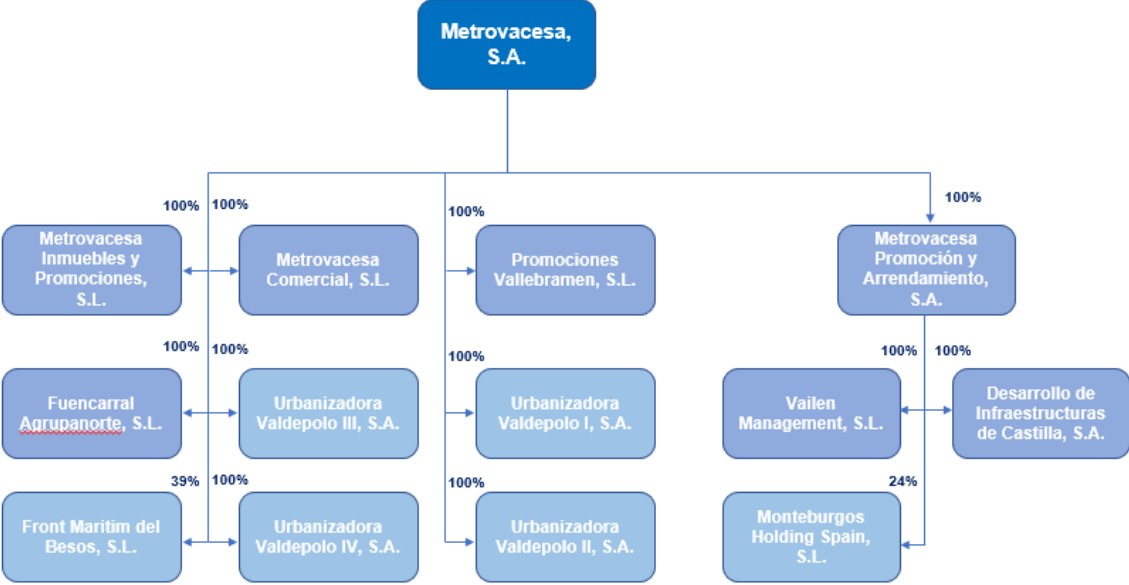 Metrovacesa,
S.A.
100%
100%
100%
100%
Metrovacesa
Inmuebles y
Promociones,
S.L.
Metrovacesa
Comercial, S.L.
Promociones
Vallebramen, S.L.
Metrovacesa
Promoción y
Arrendamiento,
S.A.
100%
100%
100%
100%
100%
Fuencarral
Agrupanorte, S.L.
Urbanizadora
Valdepolo III, S.A.
Urbanizadora
Valdepolo I, S.A.
Vailen
Management, S.L.
Desarrollo de
Infraestructuras
de Castilla, S.A.
39%
100%
100%
24%
Front Maritim del
Besos, S.L.
Urbanizadora
Valdepolo IV, S.A.
Urbanizadora
Valdepolo II, S.A.
Monteburgos
Holding Spain,
S.L.